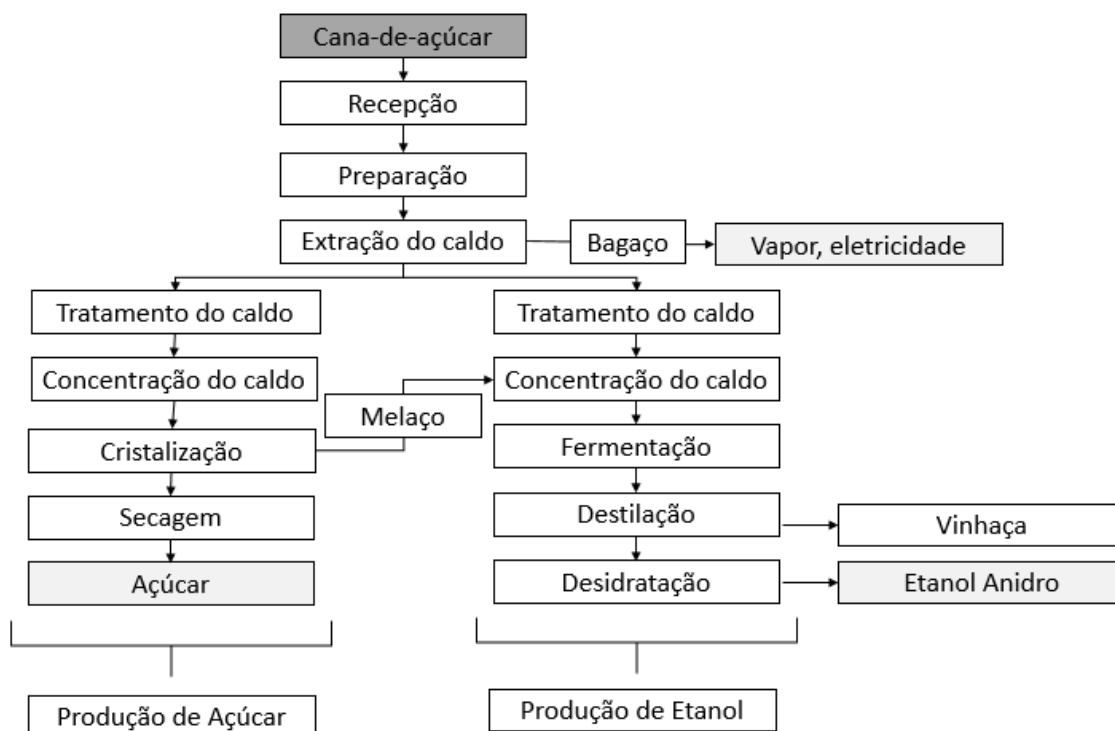 Cana-de-açúcar
Recepção
Preparação
Extração do caldo
Bagaço
Vapor, eletricidade
Tratamento do caldo
Tratamento do caldo
Concentração do caldo
Concentração do caldo
Melaço
Cristalização
Fermentação
Secagem
Destilação
Vinhaça
Açúcar
Desidratação
Etanol Anidro
Produção de Açúcar
Produção de Etanol